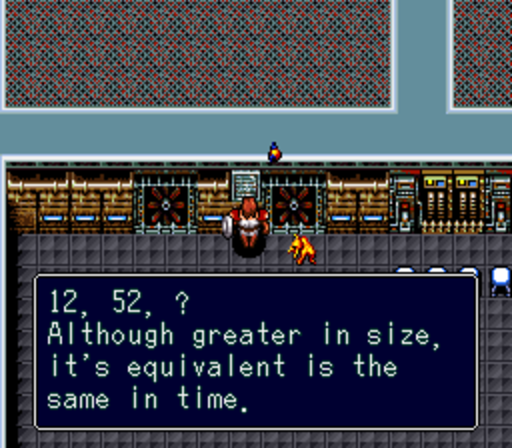 12, 52, ?
Although greater in size,
it's equivalent is the
same in time.